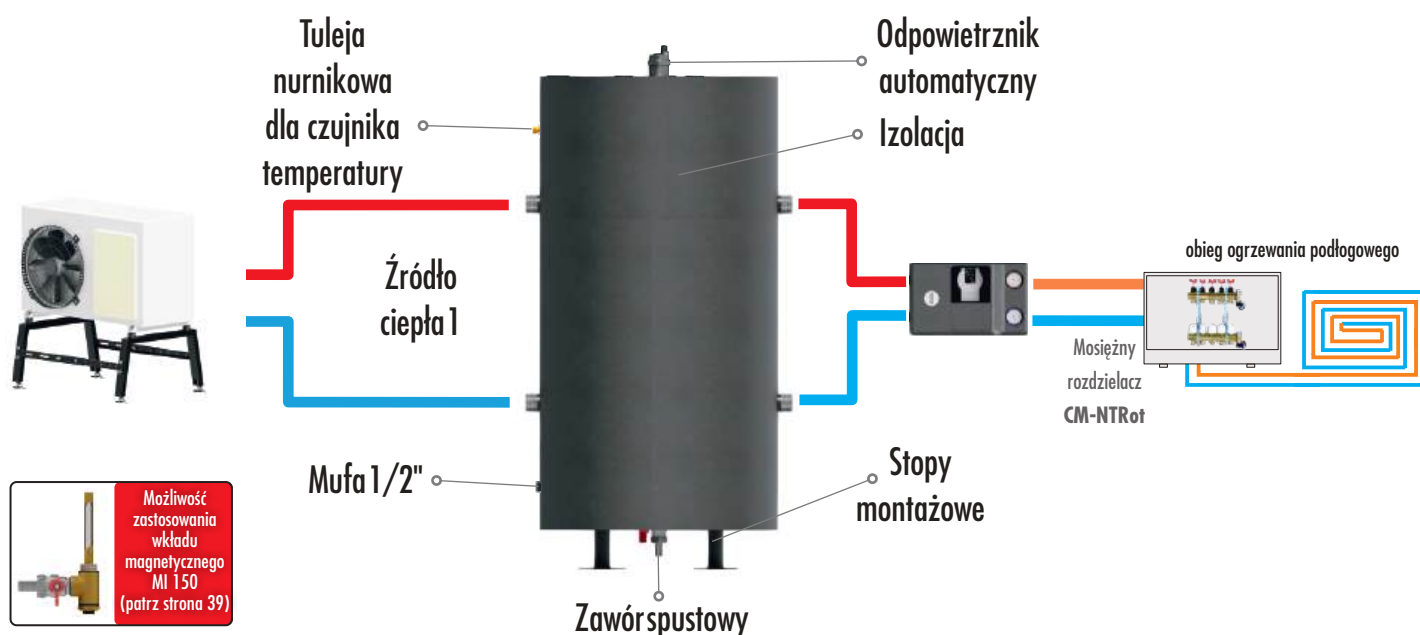 Tuleja
nurnikowa
dla czujnika
temperatury
Odpowietrznik
automatyczny
Izolacja
Źródło
ciepła 1
obieg ogrzewania podłogowego
Mosiężny
rozdzielacz
CM-NTRot
Mufa 1/2"
Stopy
montażowe
Możliwość
zastosowania
wkładu
magnetycznego
MI 150
(patrz strona 39)
Zawór spustowy